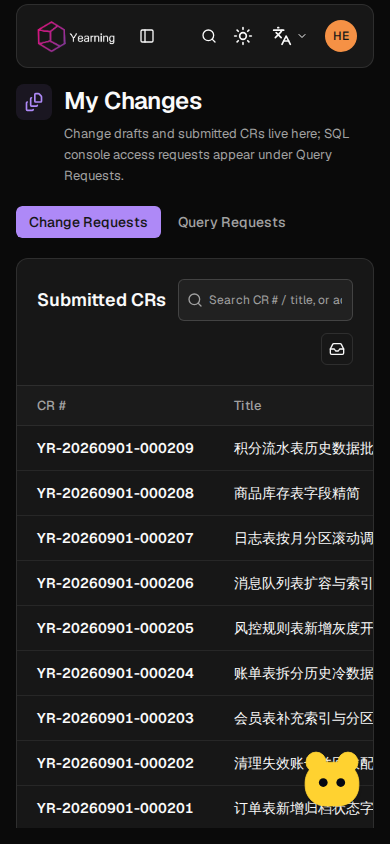 Yearning
HE
My Changes
Change drafts and submitted CRs live here; SQL
console access requests appear under Query
Requests.
Change Requests
Query Requests
Submitted CRs
Search CR # / title, or a
CR #
Title
YR-20260901-000209
积分流水表历史数据批
YR-20260901-000208
商品库存表字段精简
YR-20260901-000207
日志表按月分区滚动调
YR-20260901-000206
消息队列表扩容与索引
YR-20260901-000205
风控规则表新增灰度开
YR-20260901-000204
账单表拆分历史冷数据
YR-20260901-000203
会员表补充索引与分区
YR-20260901-000202
清理失效账 配
YR-20260901-000201
订单表新增归档状态字